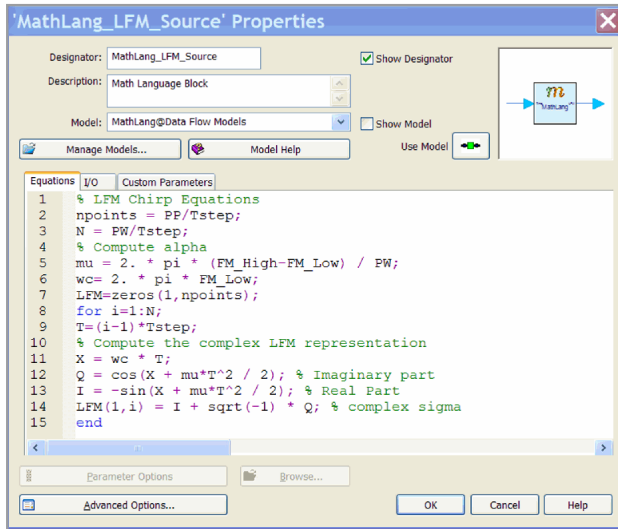 'MathLang_LFM_Source' Properties
Designator: MathLang_LFM_Source
Show Designator
Description: Math Language Block
Model: MathLang@Data Flow Models
Show Model
Manage Models...
Model Help
Use Model
m
"MathLang"
Equations I/O Custom Parameters
1 % LFM Chirp Equations
2 npoints = PP/Tstep;
3 N = PW/Tstep;
4 % Compute alpha
5 mu = 2. * pi * (FM_High-FM_Low) / PW;
6 wc= 2. * pi * FM_Low;
7 LFM=zeros(1,npoints);
8 for i=1:N;
9 T=(i-1)*Tstep;
10 % Compute the complex LFM representation
11 X = wc * T;
12 Q = cos(X + mu*T^2 / 2); % Imaginary part
13 I = -sin(X + mu*T^2 / 2); % Real Part
14 LFM(1,i) = I + sqrt(-1) * Q; % complex sigma
15 end
Parameter Options
Browse...
Advanced Options...
OK
Cancel
Help